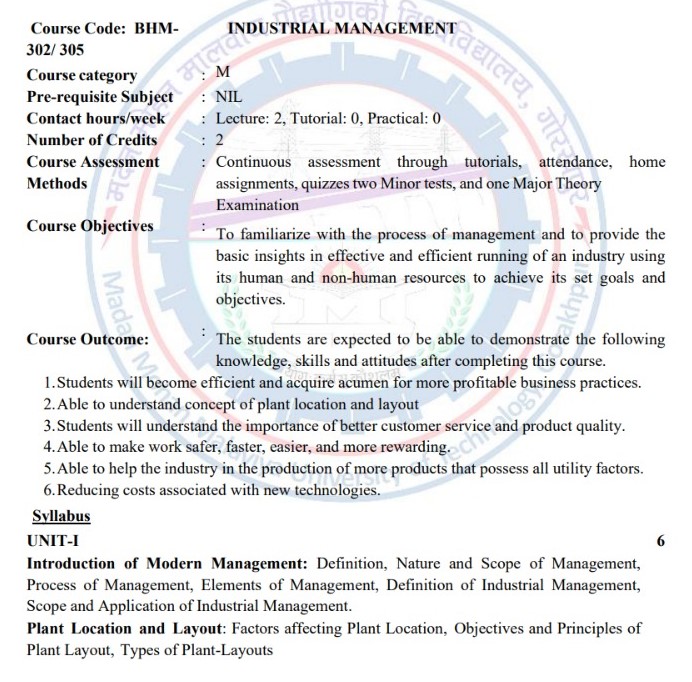 Course Code: BHM- INDUSTRIAL MANAGEMENT
302/ 305
Course category : M
Pre-requisite Subject : NIL
Contact hours/week : Lecture: 2, Tutorial: 0, Practical: 0
Number of Credits : 2
Course Assessment : Continuous assessment through tutorials, attendance, home
Methods assignments, quizzes two Minor tests, and one Major Theory
Examination
Course Objectives :
To familiarize with the process of management and to provide the
basic insights in effective and efficient running of an industry using
its human and non-human resources to achieve its set goals and
objectives.
Course Outcome: : The students are expected to be able to demonstrate the following
knowledge, skills and attitudes after completing this course.
1.Students will become efficient and acquire acumen for more profitable business practices.
2.Able to understand concept of plant location and layout
3.Students will understand the importance of better customer service and product quality.
4.Able to make work safer, faster, easier, and more rewarding.
5.Able to help the industry in the production of more products that possess all utility factors.
6.Reducing costs associated with new technologies.
Syllabus
UNIT-I 6
Introduction of Modern Management: Definition, Nature and Scope of Management,
Process of Management, Elements of Management, Definition of Industrial Management,
Scope and Application of Industrial Management.
Plant Location and Layout: Factors affecting Plant Location, Objectives and Principles of
Plant Layout, Types of Plant-Layouts